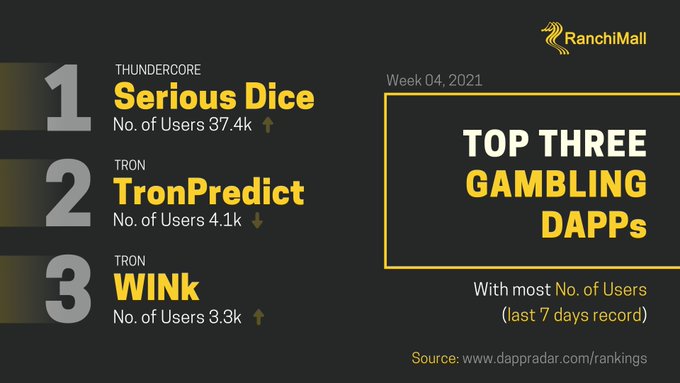 RanchiMall
Week 04, 2021
TOP THREE
GAMBLING
DAPPs
With most No. of Users
(last 7 days record)
1
THUNDERCORE
Serious Dice
No. of Users 37.4k
2
TRON
TronPredict
No. of Users 4.1k
3
TRON
WINk
No. of Users 3.3k
Source: www.dappradar.com/rankings